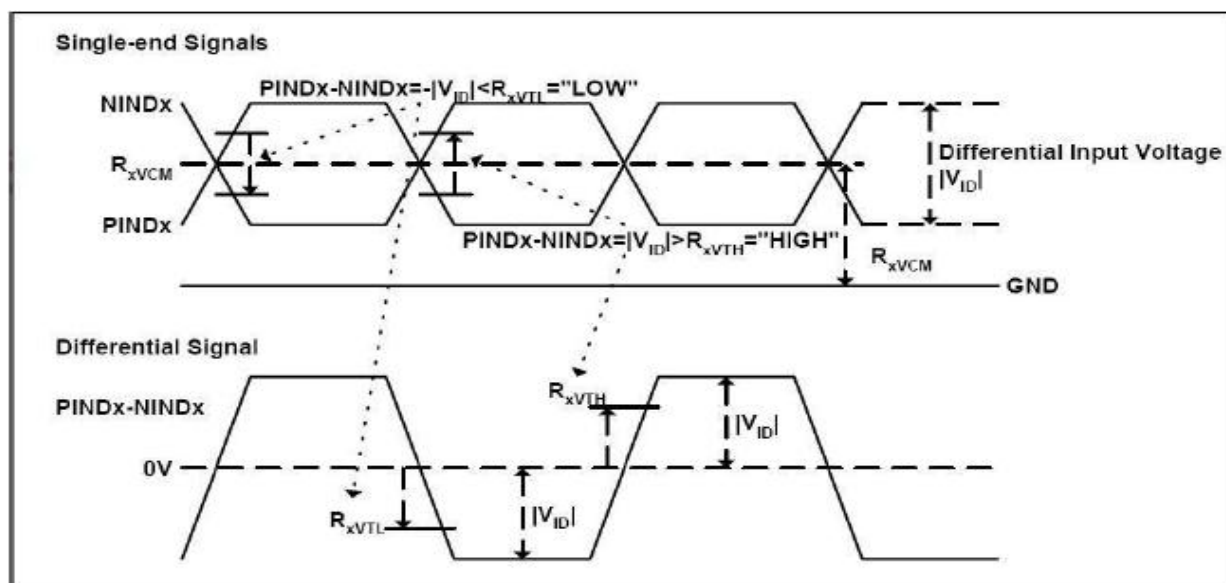 Single-end Signals
PINDx-NINDx=-|VID|<RxVTL="LOW"
NINDx
RxVCM
Differential Input Voltage
|VID|
PINDx
PINDx-NINDx=|VID|>RxVTH="HIGH"
RxVCM
GND
Differential Signal
RxVTH
PINDx-NINDx
|VID|
0V
RxVTL
|VID|